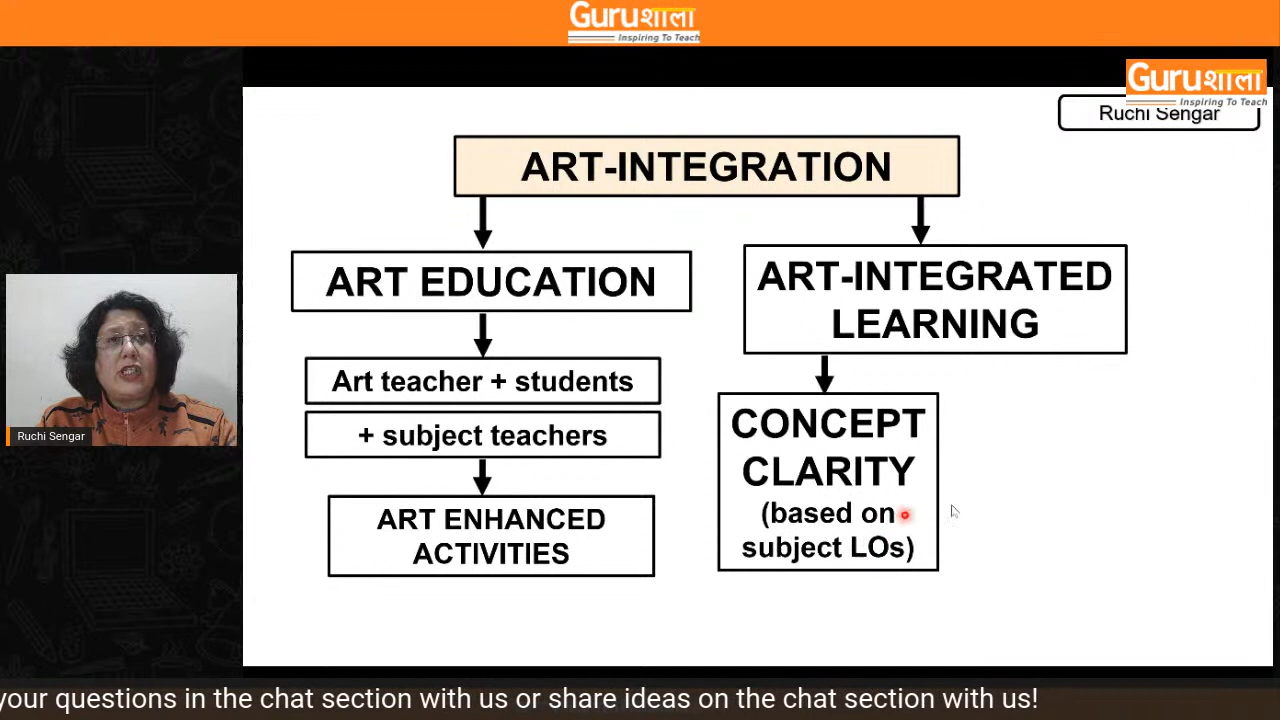 Guruशाला
Inspiring To Teach
Guruशाला
Inspiring To Teach
Ruchi Sengar
ART-INTEGRATION
ART EDUCATION
Art teacher + students
+ subject teachers
ART ENHANCED
ACTIVITIES
ART-INTEGRATED
LEARNING
CONCEPT
CLARITY
(based on
subject LOs)
Ruchi Sengar
your questions in the chat section with us or share ideas on the chat section with us!